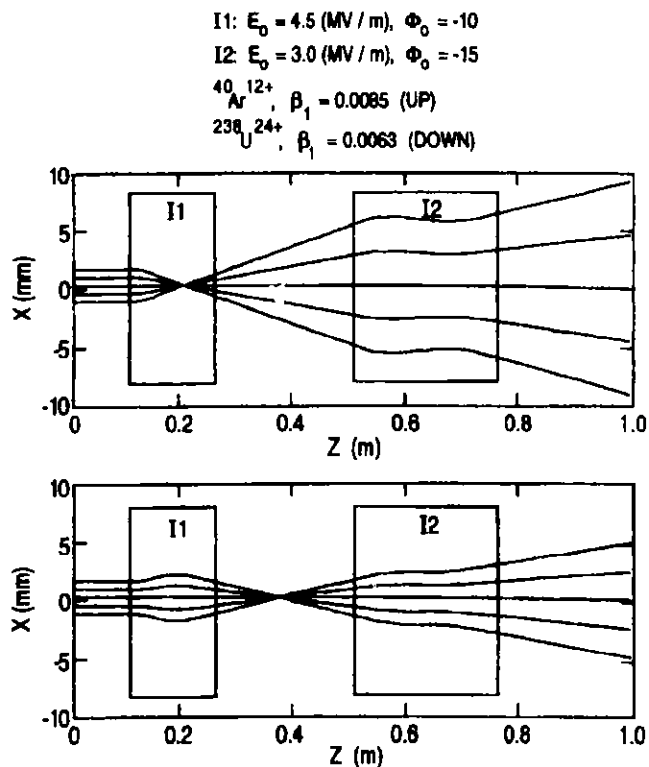 I1: E₀ = 4.5 (MV / m), Φ₀ = -10
I2: E₀ = 3.0 (MV / m), Φ₀ = -15
⁴⁰Ar¹²⁺, β₁ = 0.0085 (UP)
²³⁸U²⁴⁺, β₁ = 0.0063 (DOWN)
10
5
0
-5
-10
X (mm)
I1
I2
0 0.2 0.4 0.6 0.8 1.0
Z (m)
10
5
0
-5
-10
X (mm)
I1
I2
0 0.2 0.4 0.6 0.8 1.0
Z (m)